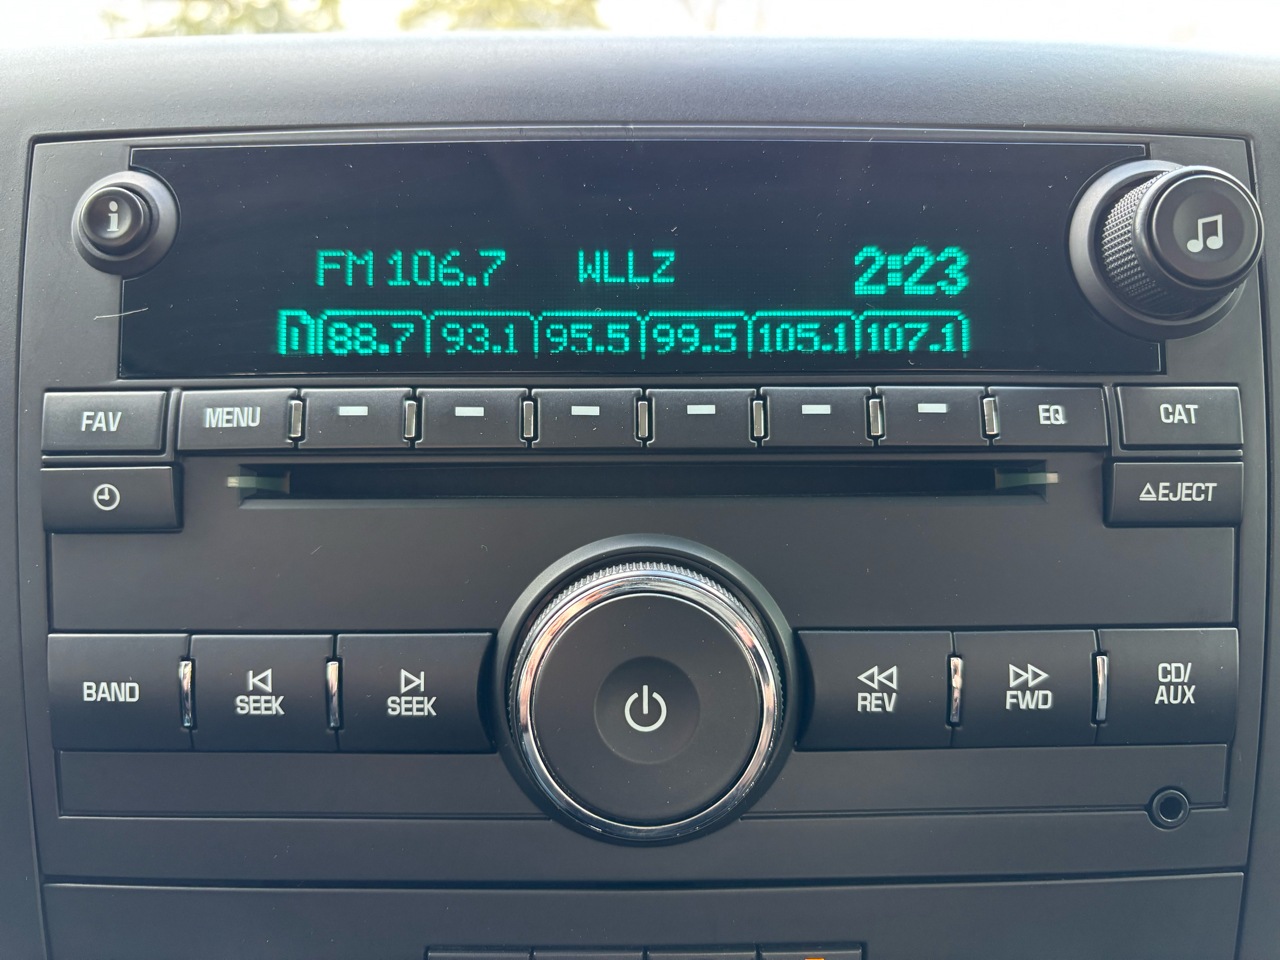 i
FM 106.7 WLLZ 2:23
1 88.7 93.1 95.5 99.5 105.1 107.1
FAV MENU EQ CAT
EJECT
BAND SEEK SEEK REV FWD CD/
AUX